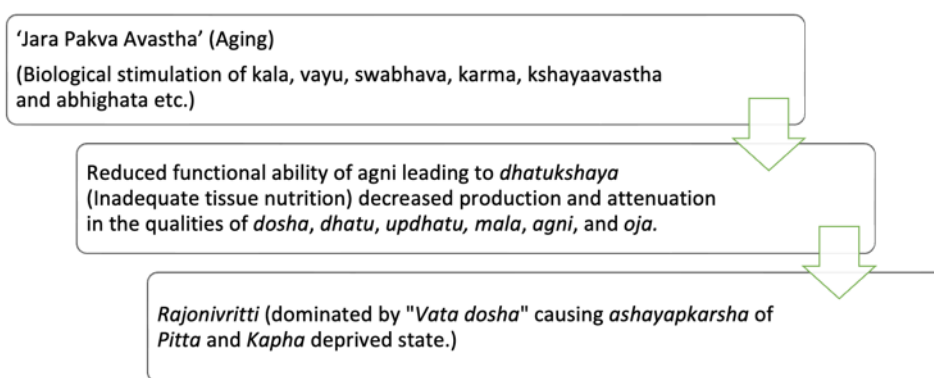 ‘Jara Pakva Avastha’ (Aging)
(Biological stimulation of kala, vayu, swabhava, karma, kshayaavastha
and abhighata etc.)
Reduced functional ability of agni leading to dhatukshaya
(Inadequate tissue nutrition) decreased production and attenuation
in the qualities of dosha, dhatu, updhatu, mala, agni, and oja.
Rajonivritti (dominated by "Vata dosha" causing ashayapkarsha of
Pitta and Kapha deprived state.)